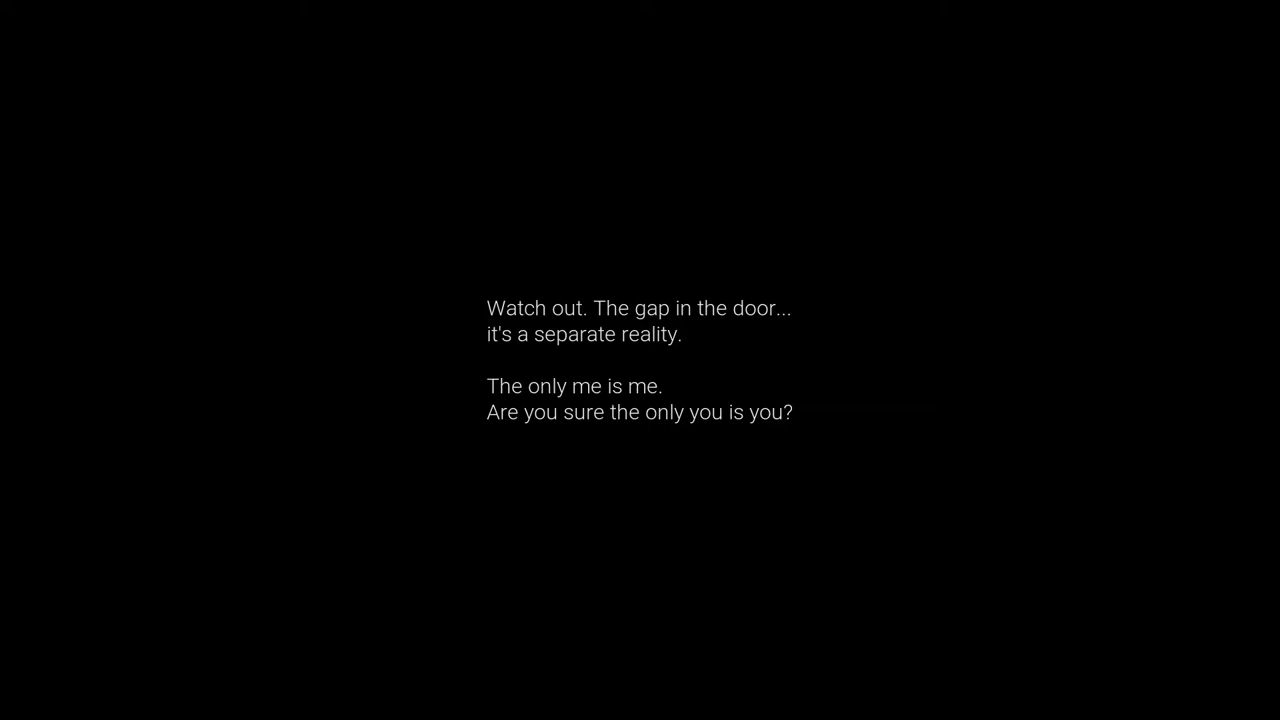 Watch out. The gap in the door...
it's a separate reality.
The only me is me.
Are you sure the only you is you?